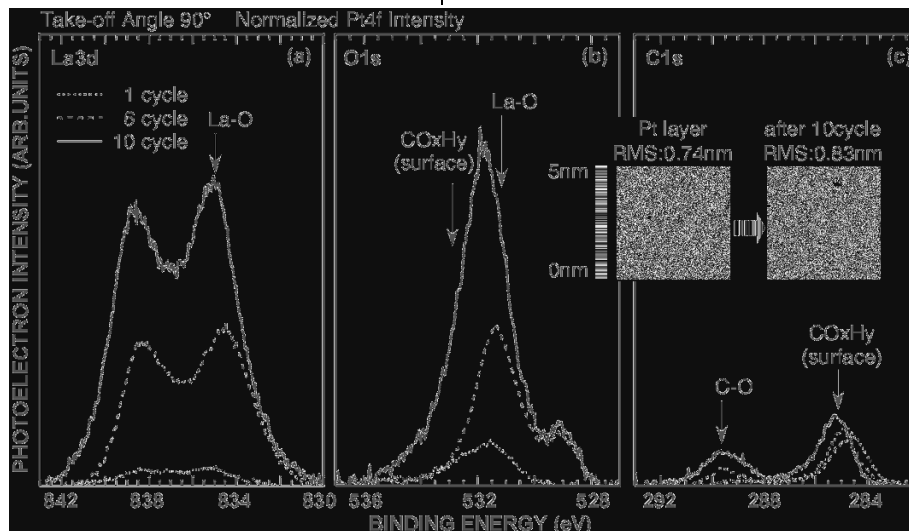 Take-off Angle 90° Normalized Pt4f Intensity
PHOTOELECTRON INTENSITY (ARB.UNITS)
La3d
(a)
1 cycle
6 cycle
10 cycle
La-O
842 838 834 830
O1s
(b)
La-O
COxHy
(surface)
536 532 528
C1s
(c)
Pt layer
RMS:0.74nm
after 10cycle
RMS:0.83nm
5nm
0nm
COxHy
(surface)
C-O
292 288 284
BINDING ENERGY (eV)